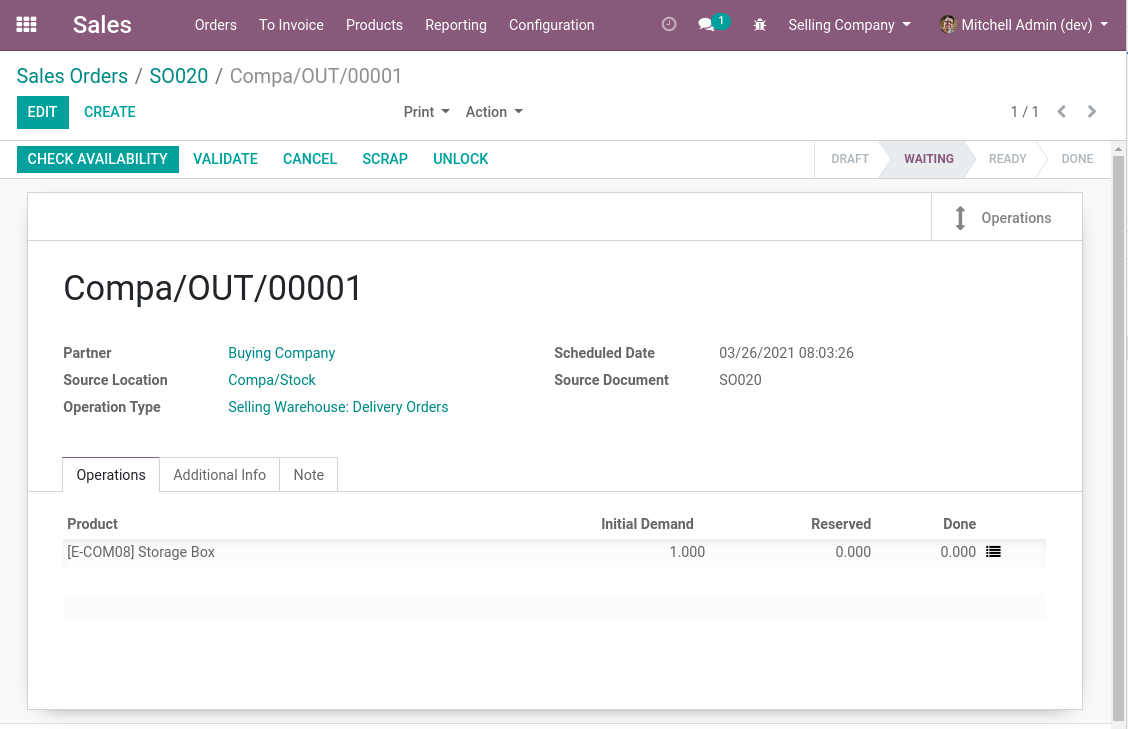 Sales Orders To Invoice Products Reporting Configuration 1 Selling Company Mitchell Admin (dev)
Sales Orders / SO020 / Compa/OUT/00001
EDIT CREATE Print Action 1 / 1
CHECK AVAILABILITY VALIDATE CANCEL SCRAP UNLOCK DRAFT WAITING READY DONE
Operations
Compa/OUT/00001
Partner Buying Company Scheduled Date 03/26/2021 08:03:26
Source Location Compa/Stock Source Document SO020
Operation Type Selling Warehouse: Delivery Orders
Operations Additional Info Note
Product Initial Demand Reserved Done
[E-COM08] Storage Box 1.000 0.000 0.000